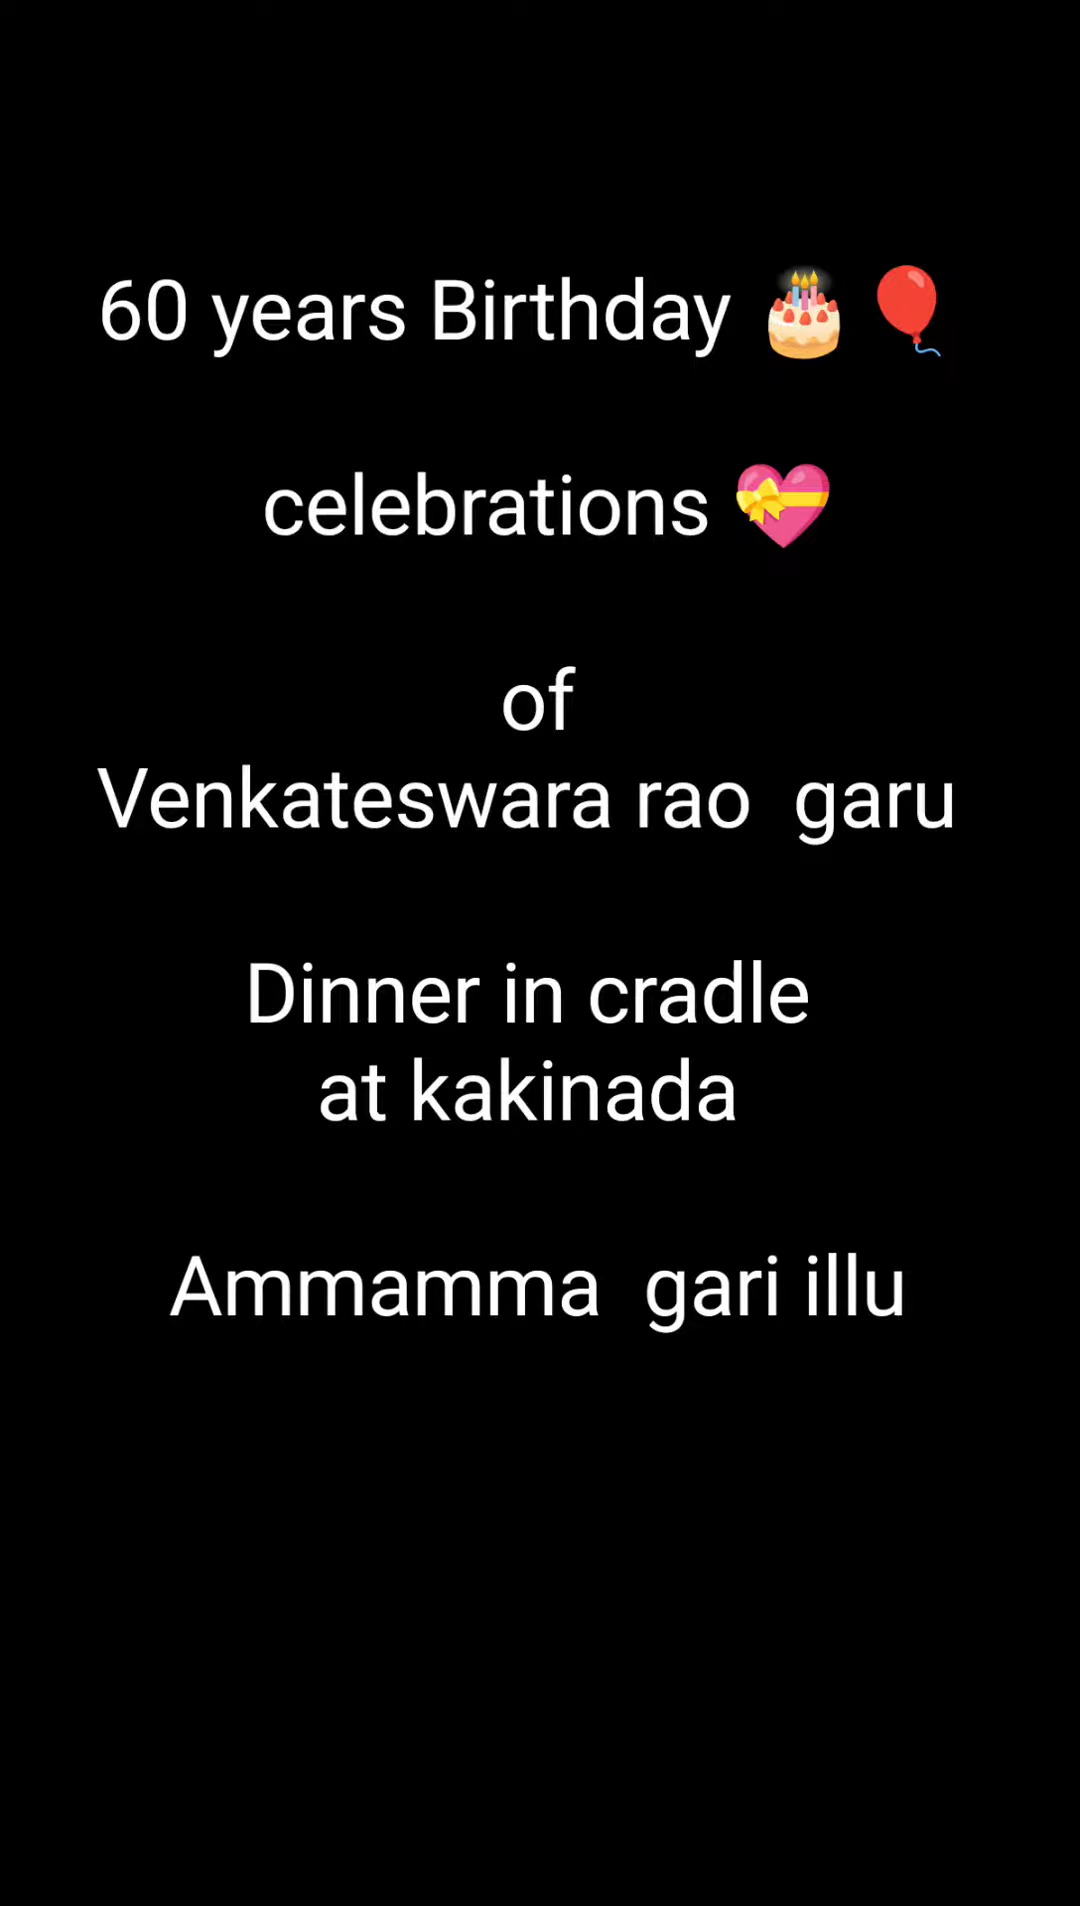 60 years Birthday 🎂🎈
celebrations 💝
of
Venkateswara rao  garu
Dinner in cradle
at kakinada
Ammamma  gari illu